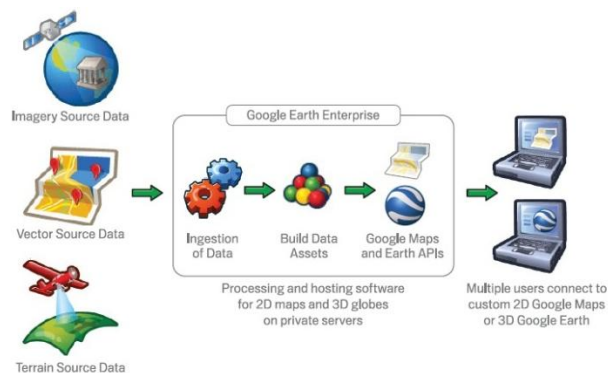 Imagery Source Data
Vector Source Data
Terrain Source Data
Google Earth Enterprise
Ingestion
of Data
Build Data
Assets
Google Maps
and Earth APIs
Processing and hosting software
for 2D maps and 3D globes
on private servers
Multiple users connect to
custom 2D Google Maps
or 3D Google Earth